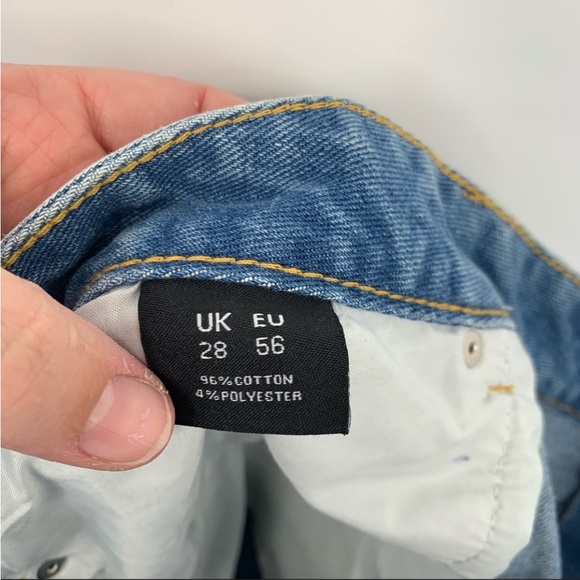 UK EU
28 56
96%COTTON
4%POLYESTER